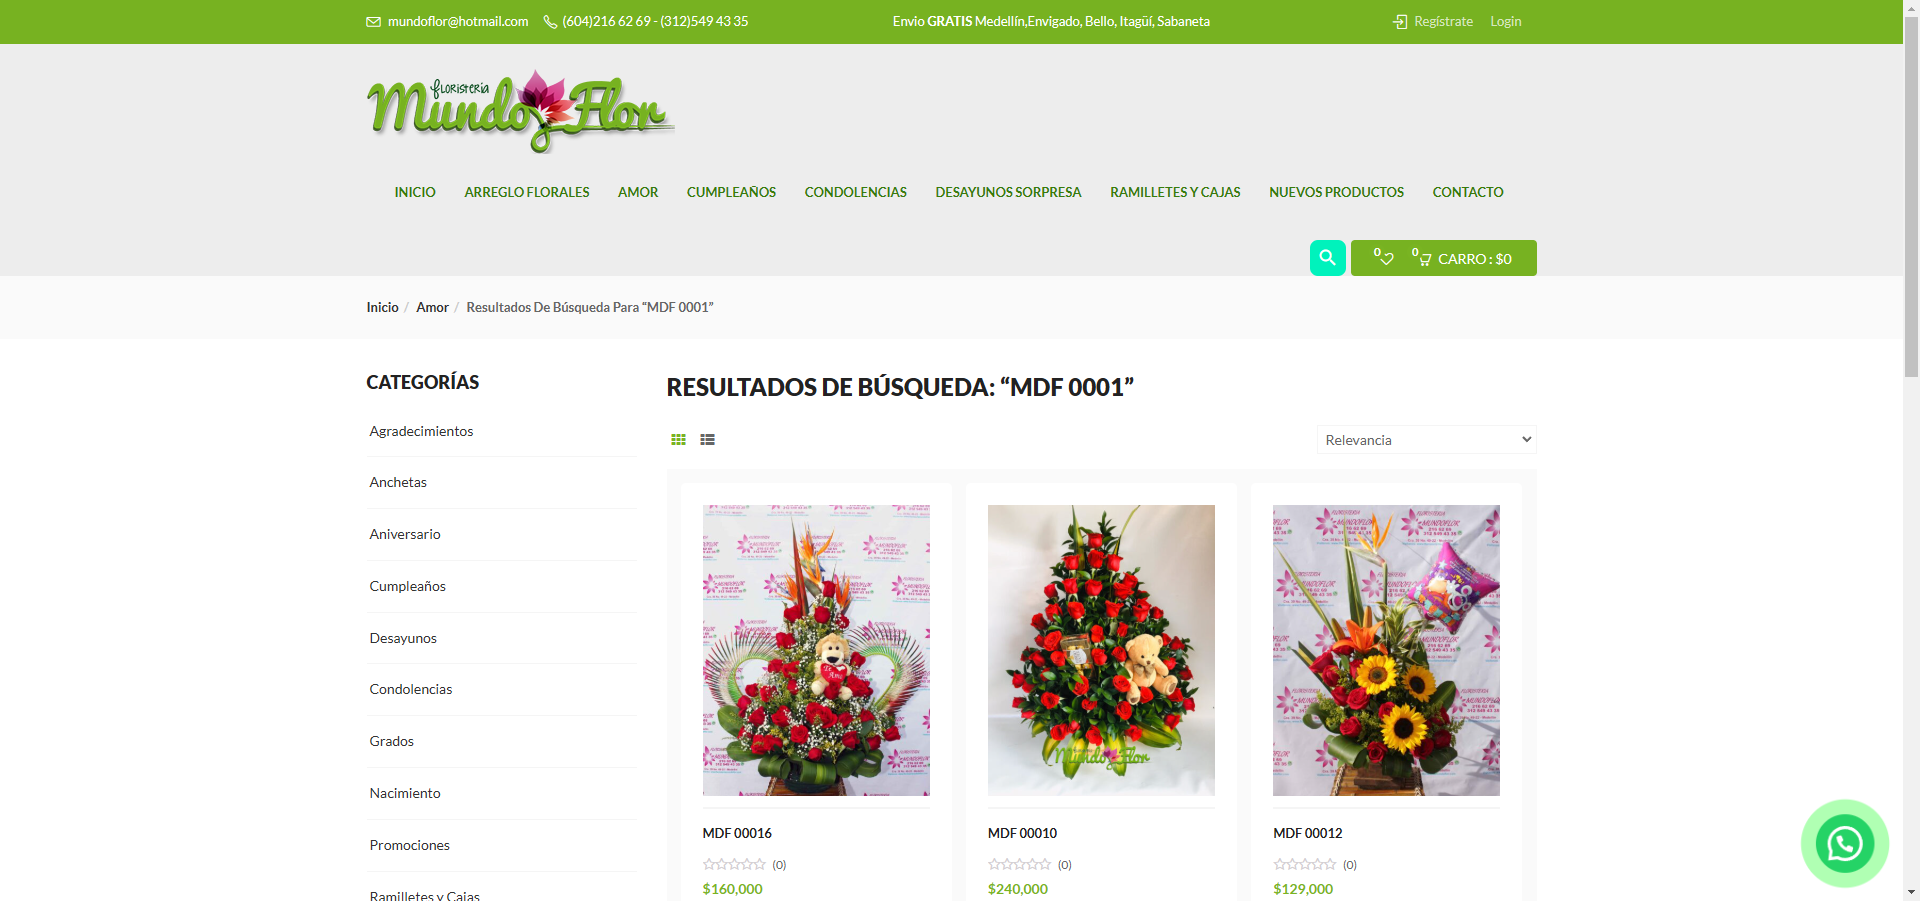 mundoflor@hotmail.com (604)216 62 69 - (312)549 43 35 Envio GRATIS Medellín,Envigado, Bello, Itagüí, Sabaneta Regístrate Login
FLORISTERIA
Mundo Flor
INICIO ARREGLO FLORALES AMOR CUMPLEAÑOS CONDOLENCIAS DESAYUNOS SORPRESA RAMILLETES Y CAJAS NUEVOS PRODUCTOS CONTACTO
0 0 CARRO : $0
Inicio / Amor / Resultados De Búsqueda Para “MDF 0001”
CATEGORÍAS
Agradecimientos
Anchetas
Aniversario
Cumpleaños
Desayunos
Condolencias
Grados
Nacimiento
Promociones
Ramilletes y Cajas
RESULTADOS DE BÚSQUEDA: “MDF 0001”
Relevancia
MDF 00016
(0)
$160,000
Mundo Flor
MDF 00010
(0)
$240,000
MDF 00012
(0)
$129,000